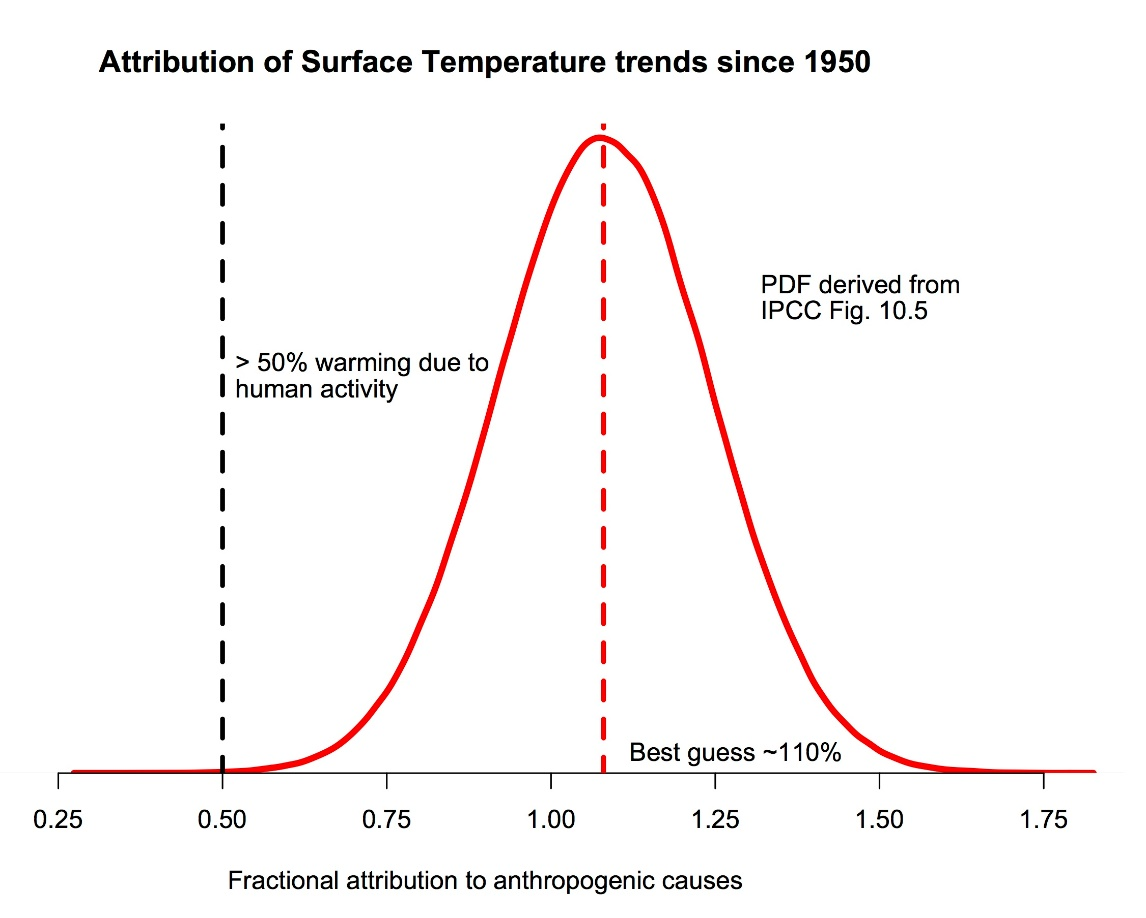 Attribution of Surface Temperature trends since 1950
PDF derived from
IPCC Fig. 10.5
> 50% warming due to
human activity
Best guess ~110%
0.25 0.50 0.75 1.00 1.25 1.50 1.75
Fractional attribution to anthropogenic causes